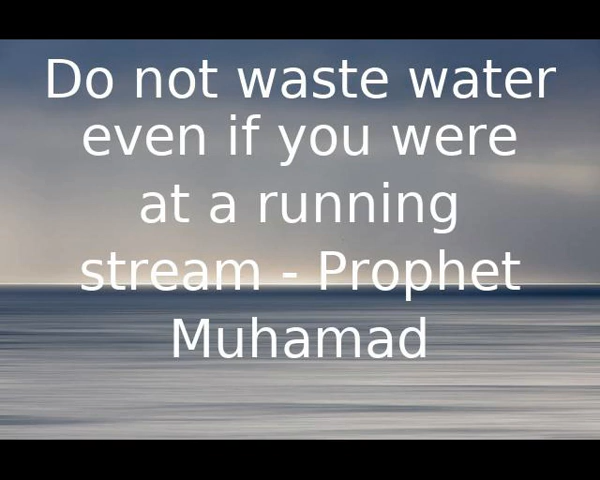 Do not waste water
even if you were
at a running
stream - Prophet
Muhamad